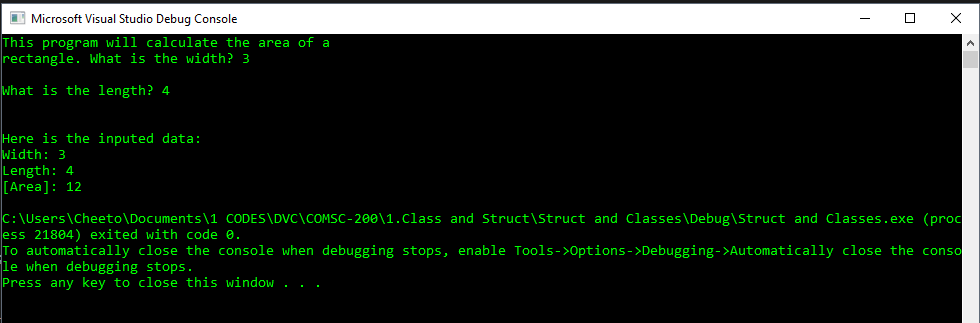 Microsoft Visual Studio Debug Console
This program will calculate the area of a
rectangle. What is the width? 3
What is the length? 4
Here is the inputed data:
Width: 3
Length: 4
[Area]: 12
C:\Users\Cheeto\Documents\1 CODES\DVC\COMSC-200\1.Class and Struct\Struct and Classes\Debug\Struct and Classes.exe (proc
ess 21804) exited with code 0.
To automatically close the console when debugging stops, enable Tools->Options->Debugging->Automatically close the conso
le when debugging stops.
Press any key to close this window . . .